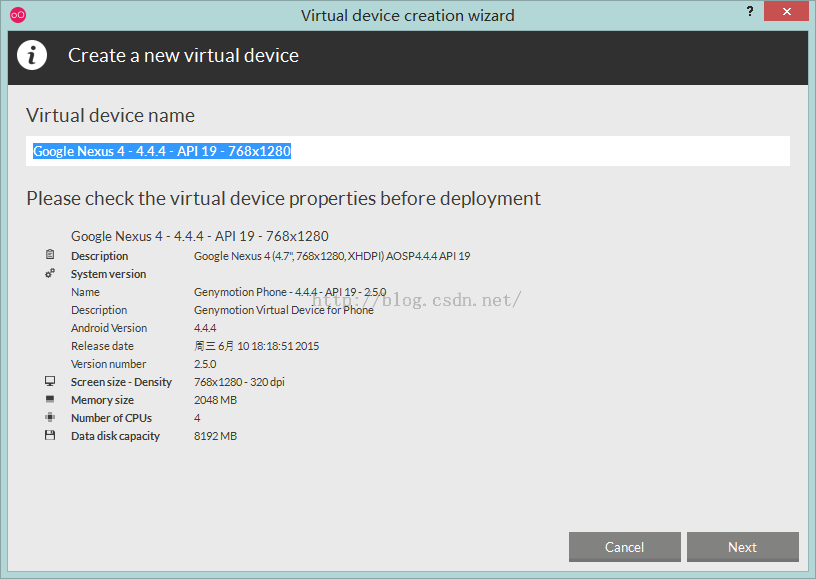 Virtual device creation wizard
?
Create a new virtual device
Virtual device name
Google Nexus 4 - 4.4.4 - API 19 - 768x1280
Please check the virtual device properties before deployment
Google Nexus 4 - 4.4.4 - API 19 - 768x1280
Description Google Nexus 4 (4.7", 768x1280, XHDPI) AOSP4.4.4 API 19
System version
Name Genymotion Phone - 4.4.4 - API 19 - 2.5.0
http://blog.csdn.net/
Description Genymotion Virtual Device for Phone
Android Version 4.4.4
Release date 周三 6月 10 18:18:51 2015
Version number 2.5.0
Screen size - Density 768x1280 - 320 dpi
Memory size 2048 MB
Number of CPUs 4
Data disk capacity 8192 MB
Cancel Next